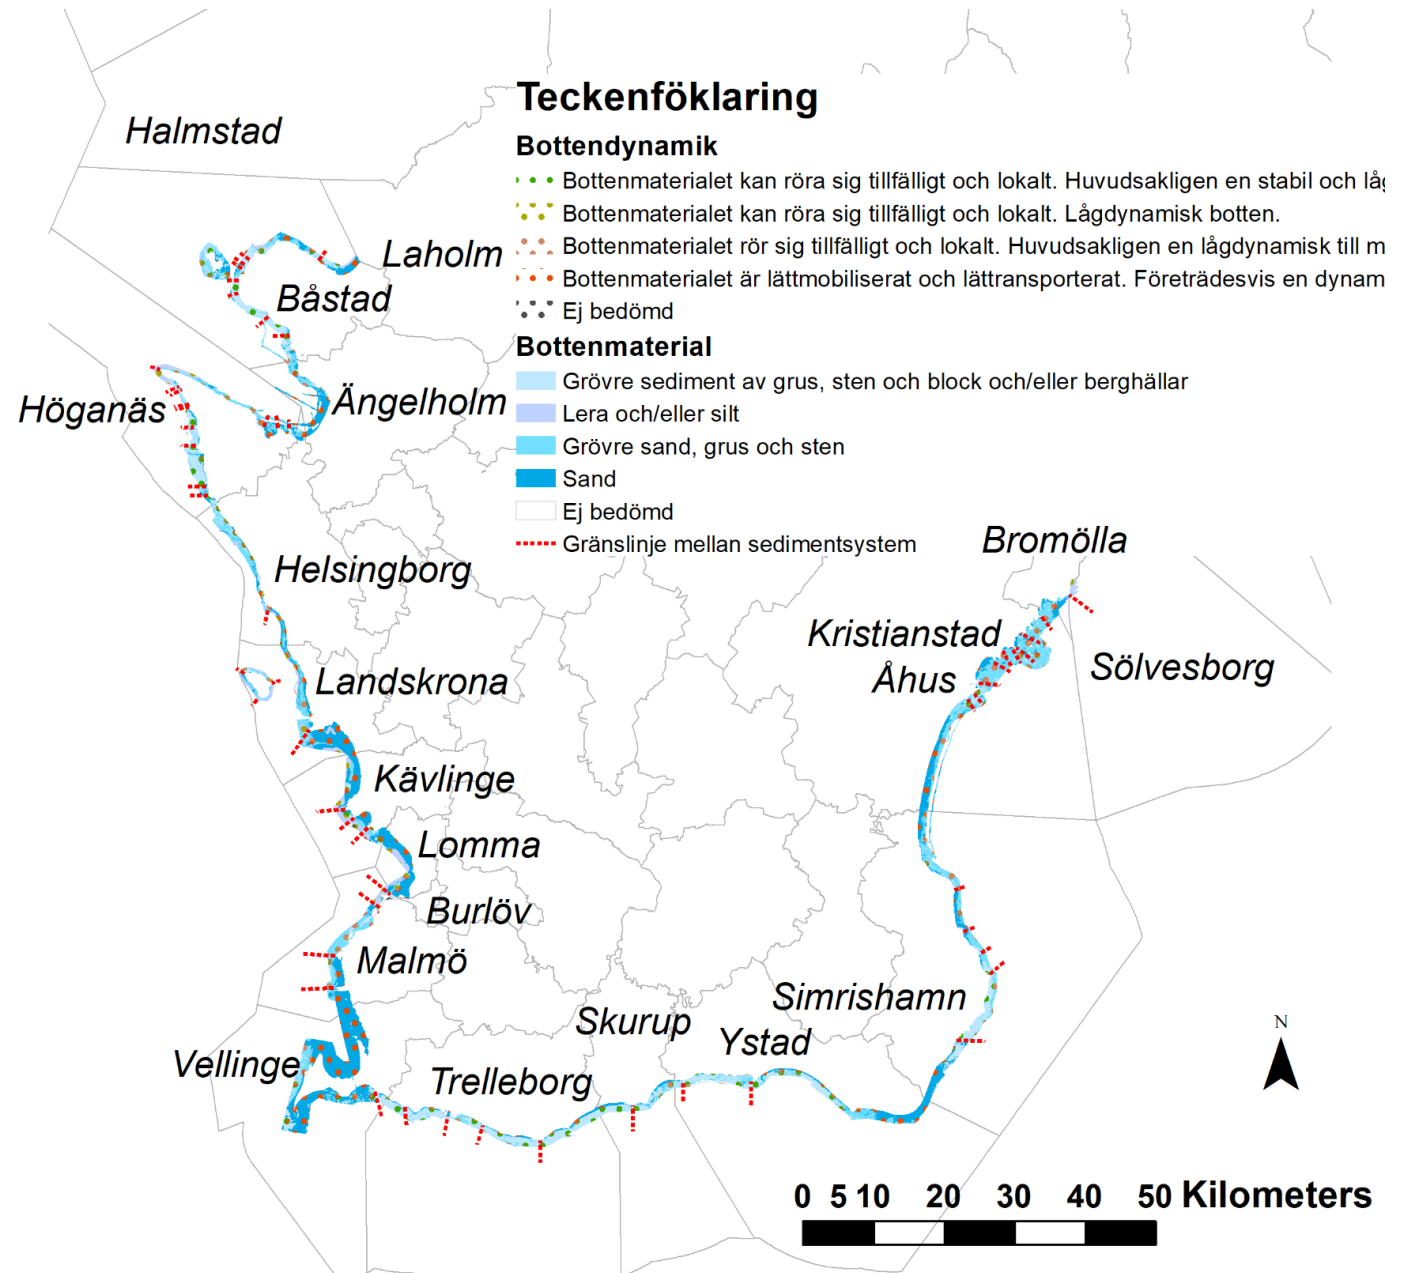 Teckenföklaring
Halmstad
Bottendynamik
Bottenmaterialet kan röra sig tillfälligt och lokalt. Huvudsakligen en stabil och
Bottenmaterialet kan röra sig tillfälligt och lokalt. Lågdynamisk botten.
Laholm
Bottenmaterialet rör sig tillfälligt och lokalt. Huvudsakligen en lågdynamisk till m
Bottenmaterialet är lättmobiliserat och lättransporterat. Företrädesvis en dynam
Båstad
Ej bedömd
Bottenmaterial
Grövre sediment av grus, sten och block och/eller berghällar
Höganäs
Ängelholm
Lera och/eller silt
Grövre sand, grus och sten
Sand
Ej bedömd
Gränslinje mellan sedimentsystem
Bromölla
Helsingborg
Kristianstad
Åhus
Sölvesborg
Landskrona
Kävlinge
Lomma
Burlöv
Malmö
Simrishamn
Skurup
Ystad
N
Vellinge
Trelleborg
0 5 10 20 30 40 50 Kilometers